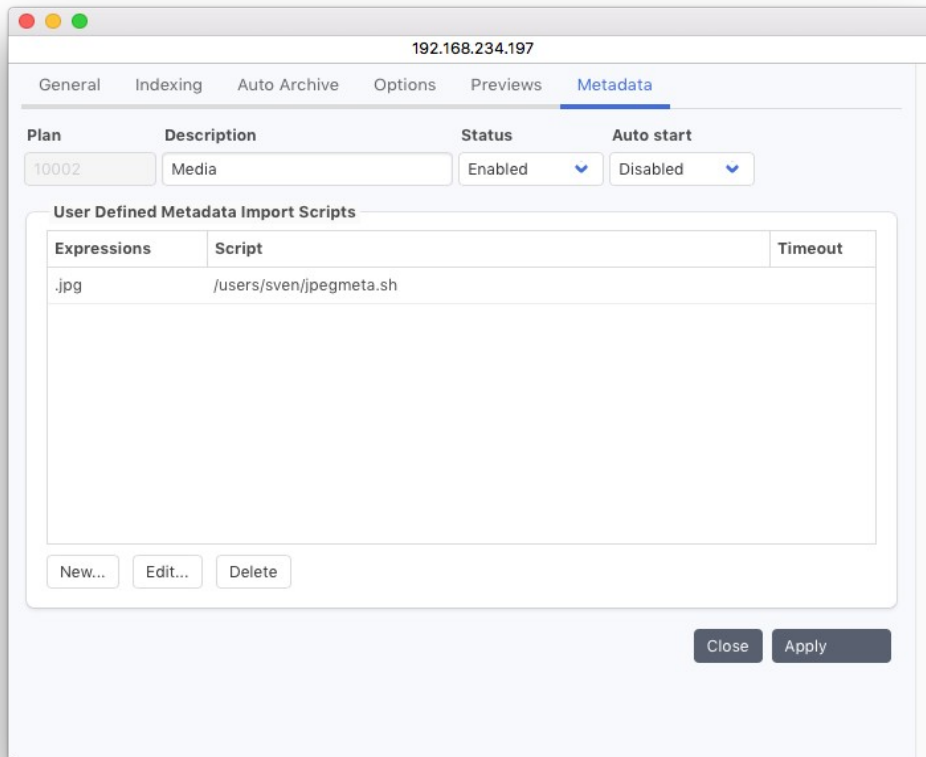 192.168.234.197
General Indexing Auto Archive Options Previews Metadata
Plan Description Status Auto start
10002 Media Enabled Disabled
User Defined Metadata Import Scripts
Expressions Script Timeout
.jpg /users/sven/jpegmeta.sh
New... Edit... Delete
Close Apply